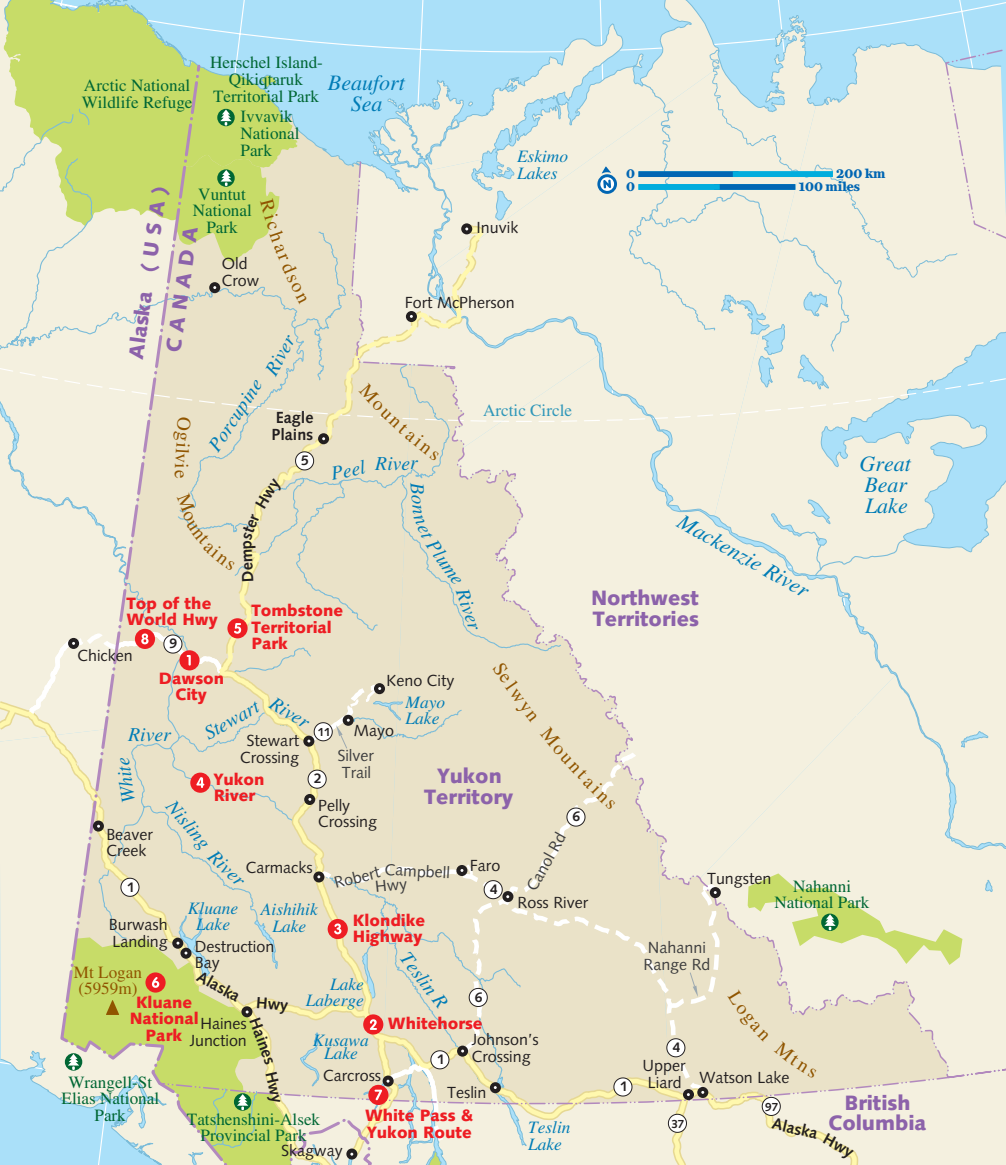 Herschel Island-
Qikiqtaruk
Territorial Park
Arctic National
Wildlife Refuge
Ivvavik
National
Park
Beaufort
Sea
Eskimo
Lakes
N
0
200 km
0
100 miles
Vuntut
National
Park
Richardson
Alaska (USA)
CANADA
Old
Crow
Inuvik
Fort McPherson
Porcupine River
Mountains
Arctic Circle
Eagle
Plains
Ogilvie Mountains
5
Peel River
Great
Bear
Lake
Dempster Hwy
Bonnet Plume River
Mackenzie River
Northwest
Territories
Top of the
World Hwy
8
9
Tombstone
Territorial
Park
5
Chicken
1
Dawson
City
Selwyn Mountains
Keno City
Mayo
Lake
Stewart River
11
Mayo
River
Stewart
Crossing
Silver
Trail
White
4
Yukon
River
2
Yukon
Territory
Pelly
Crossing
Nisling River
6
Beaver
Creek
Canol Rd
Carmacks
Robert Campbell
Hwy
Faro
4
Ross River
Tungsten
Nahanni
National Park
1
Kluane
Lake
Aishihik
Lake
3
Klondike
Highway
Burwash
Landing
Destruction
Bay
Nahanni
Range Rd
Teslin R
Mt Logan
(5959m)
6
Kluane
National
Park
Alaska Hwy
Lake
Laberge
6
Logan Mtns
Haines
Junction
Haines Hwy
2
Whitehorse
Kusawa
Lake
1
Johnson's
Crossing
4
Upper
Liard
Watson Lake
Wrangell-St
Elias National
Park
Carcross
7
Teslin
1
97
British
Columbia
White Pass &
Yukon Route
Tatshenshini-Alsek
Provincial Park
37
Alaska Hwy
Teslin
Lake
Skagway